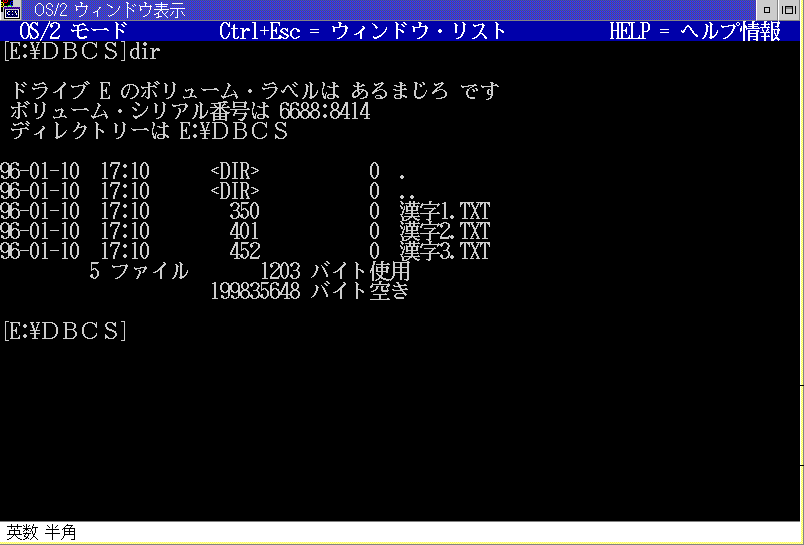 OS/2 ウィンドウ表示
OS/2 モード Ctrl+Esc = ウィンドウ・リスト HELP = ヘルプ情報
[E:¥ＤＢＣＳ]dir
ドライブ E のボリューム・ラベルは あるまじろ です
ボリューム・シリアル番号は 6688:8414
ディレクトリーは E:¥ＤＢＣＳ
96-01-10 17:10 <DIR> 0 .
96-01-10 17:10 <DIR> 0 ..
96-01-10 17:10 350 0 漢字1.TXT
96-01-10 17:10 401 0 漢字2.TXT
96-01-10 17:10 452 0 漢字3.TXT
5 ファイル 1203 バイト使用
199835648 バイト空き
[E:¥ＤＢＣＳ]
英数 半角